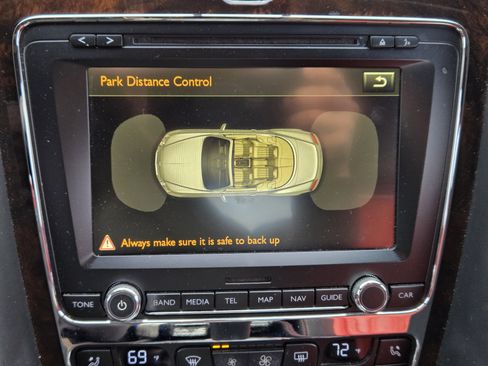 Park Distance Control
Always make sure it is safe to back up
TONE BAND MEDIA TEL MAP NAV GUIDE CAR
69 °F 72 °F